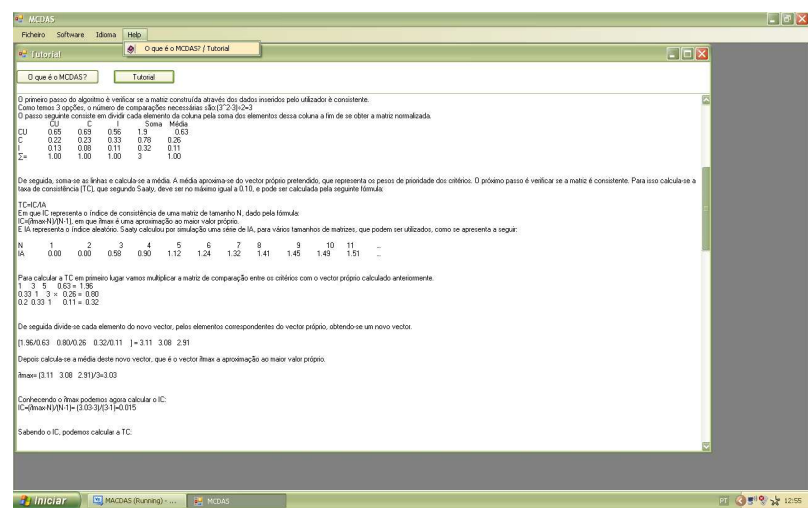 MCDAS
Ficheiro Software Idioma Help
O que é o MCDAS? / Tutorial
Tutorial
O que é o MCDAS? Tutorial
O primeiro passo do algoritmo é verificar se a matriz construída através dos dados inseridos pelo utilizador é consistente.
Como temos 3 opções, o número de comparações necessárias são:(3^2-3)÷2=3
O passo seguinte consiste em dividir cada elemento da coluna pela soma dos elementos dessa coluna a fim de se obter a matriz normalizada.
CU C I Soma Média
CU 0.65 0.69 0.56 1.9 0.63
C 0.22 0.23 0.33 0.78 0.26
I 0.13 0.08 0.11 0.32 0.11
∑= 1.00 1.00 1.00 3 1.00
De seguida, soma-se as linhas e calcula-se a média. A média aproxima-se do vector próprio pretendido, que representa os pesos de prioridade dos critérios. O próximo passo é verificar se a matriz é consistente. Para isso calcula-se a
taxa de consistência (TC), que segundo Saaty, deve ser no máximo igual a 0.10, e pode ser calculada pela seguinte fórmula:
TC=IC/IA
Em que IC representa o índice de consistência de uma matriz de tamanho N, dado pela fórmula:
IC=(λmax-N)/(N-1), em que λmax é uma aproximação ao maior valor próprio.
E IA representa o índice aleatório. Saaty calculou por simulação uma série de IA, para vários tamanhos de matrizes, que podem ser utilizados, como se apresenta a seguir:
N 1 2 3 4 5 6 7 8 9 10 11 ...
IA 0.00 0.00 0.58 0.90 1.12 1.24 1.32 1.41 1.45 1.49 1.51 ...
Para calcular a TC em primeiro lugar vamos multiplicar a matriz de comparação entre os critérios com o vector próprio calculado anteriormente.
1 3 5 0.63 = 1.96
0.33 1 3 × 0.26 = 0.80
0.2 0.33 1 0.11 = 0.32
De seguida divide-se cada elemento do novo vector, pelos elementos correspondentes do vector próprio, obtendo-se um novo vector.
[1.96/0.63 0.80/0.26 0.32/0.11 ] = 3.11 3.08 2.91
Depois calcula-se a média deste novo vector, que é o vector λmax a aproximação ao maior valor próprio.
λmax= (3.11 3.08 2.91)/3=3.03
Conhecendo o λmax podemos agora calcular o IC:
IC=(λmax-N)/(N-1)= (3.03-3)/(3-1)=0.015
Sabendo o IC, podemos calcular a TC:
Iniciar MACDAS (Running) - ... MCDAS PT 12:55